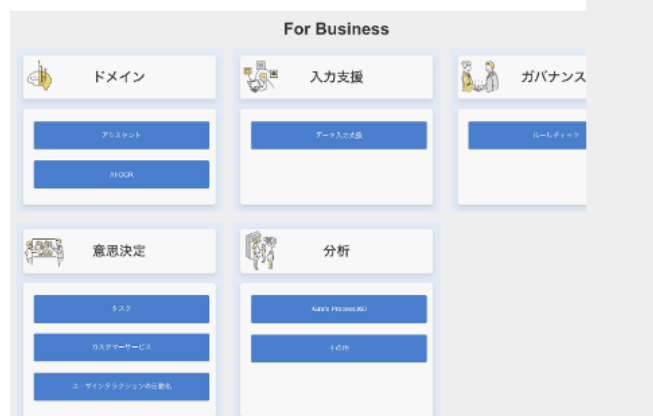 For Business
ドメイン
入力支援
ガバナンス
アシスタント
データ入力支援
ルールチェック
AI-OCR
意思決定
分析
タスク
カスタマーサービス
その他
ユーザインタラクションの自動化